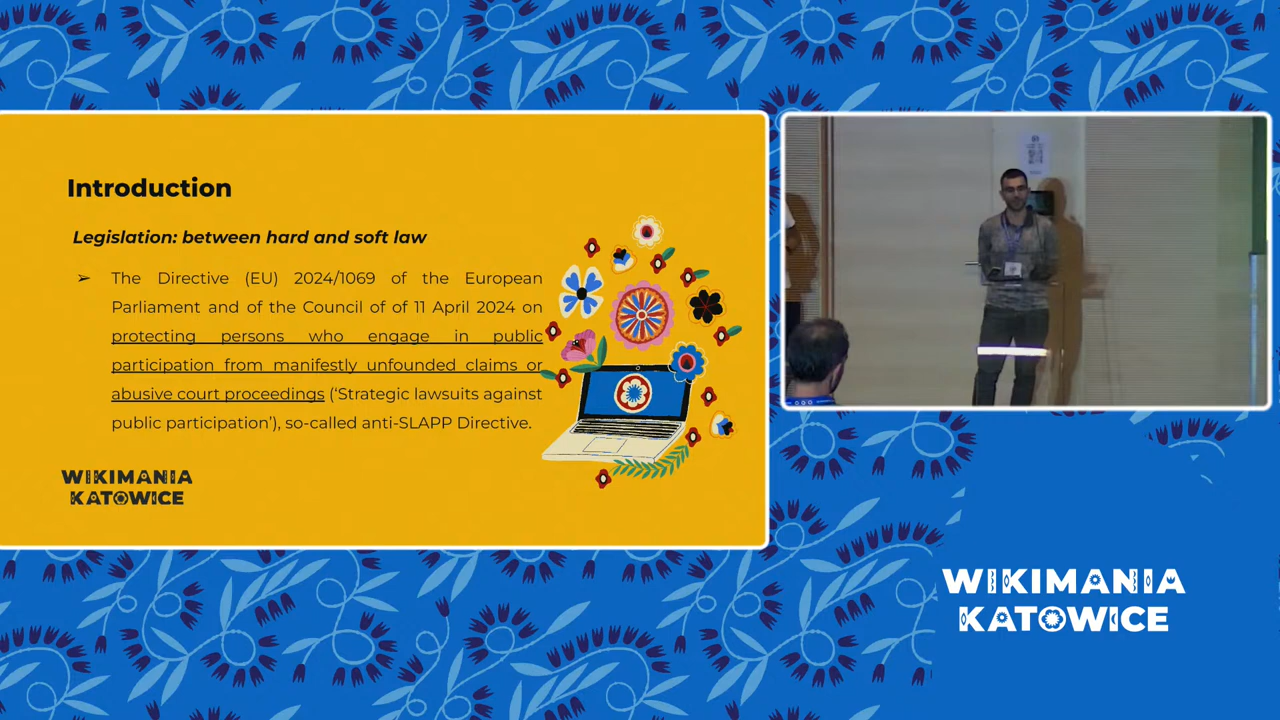 Introduction
Legislation: between hard and soft law
➢ The Directive (EU) 2024/1069 of the European
Parliament and of the Council of of 11 April 2024 on
protecting persons who engage in public
participation from manifestly unfounded claims or
abusive court proceedings (‘Strategic lawsuits against
public participation’), so-called anti-SLAPP Directive.
WIKIMANIA
KATOWICE
WIKIMANIA
KATOWICE